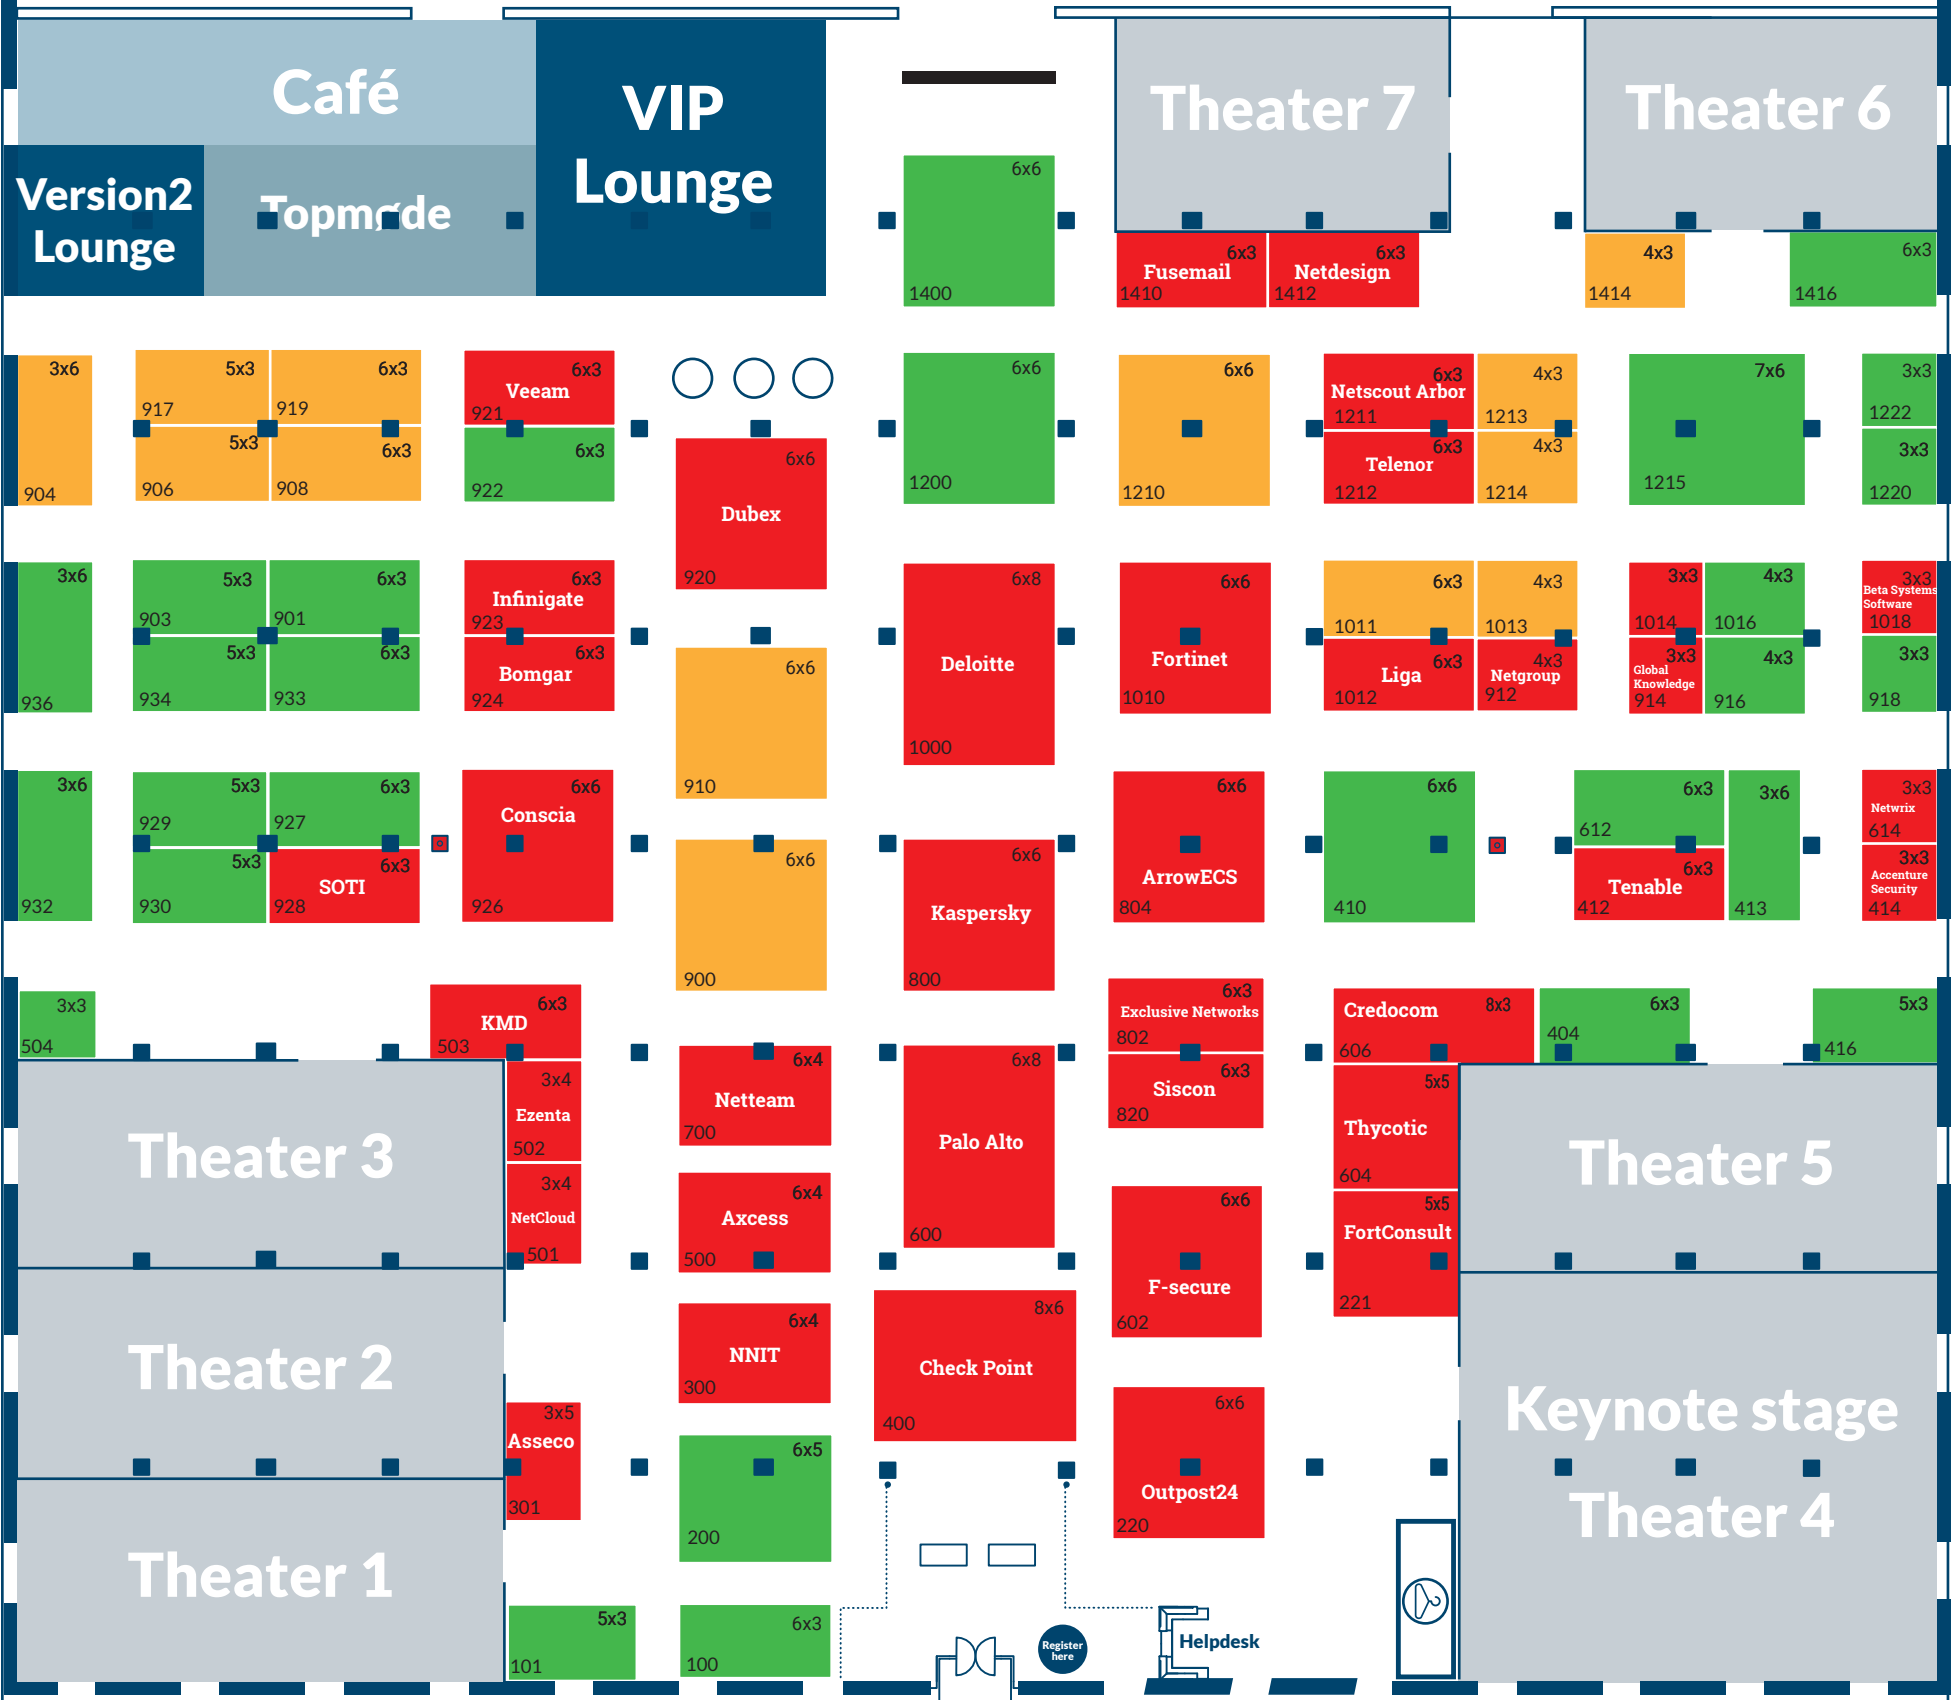 Café
VIP
Lounge
Version2
Lounge
Topmøde
Theater 7
Theater 6
6x6
1400
6x3
Fusemail
1410
6x3
Netdesign
1412
4x3
1414
6x3
1416
3x6
904
5x3
917
6x3
919
5x3
906
6x3
908
6x3
Veeam
921
6x3
922
6x6
Dubex
920
6x6
1200
6x6
1210
6x3
Netscout Arbor
1211
4x3
1213
6x3
Telenor
1212
4x3
1214
7x6
1215
3x3
1222
3x3
1220
3x6
936
5x3
903
6x3
901
5x3
934
6x3
933
6x3
Infinigate
923
6x3
Bomgar
924
6x6
910
6x8
Deloitte
1000
6x6
Fortinet
1010
6x3
1011
4x3
1013
6x3
Liga
1012
4x3
Netgroup
912
3x3
1014
4x3
1016
3x3
Global
Knowledge
914
4x3
916
3x3
Beta Systems
Software
1018
3x3
918
3x6
932
5x3
929
6x3
927
5x3
930
6x3
SOTI
928
6x6
Conscia
926
6x6
900
6x6
Kaspersky
800
6x6
ArrowECS
804
6x6
410
6x3
612
6x3
Tenable
412
3x6
413
3x3
Netwrix
614
3x3
Accenture
Security
414
3x3
504
6x3
KMD
503
3x4
Ezenta
502
3x4
NetCloud
501
6x4
Netteam
700
6x4
Axcess
500
6x8
Palo Alto
600
6x3
Exclusive Networks
802
6x3
Siscon
820
Credocom
8x3
606
6x3
404
5x3
416
5x5
Thycotic
604
5x5
FortConsult
221
Theater 3
Theater 5
6x6
F-secure
602
Theater 2
6x4
NNIT
300
8x6
Check Point
400
Keynote stage
Theater 4
3x5
Asseco
301
6x5
200
6x6
Outpost24
220
Theater 1
5x3
101
6x3
100
Register
here
Helpdesk